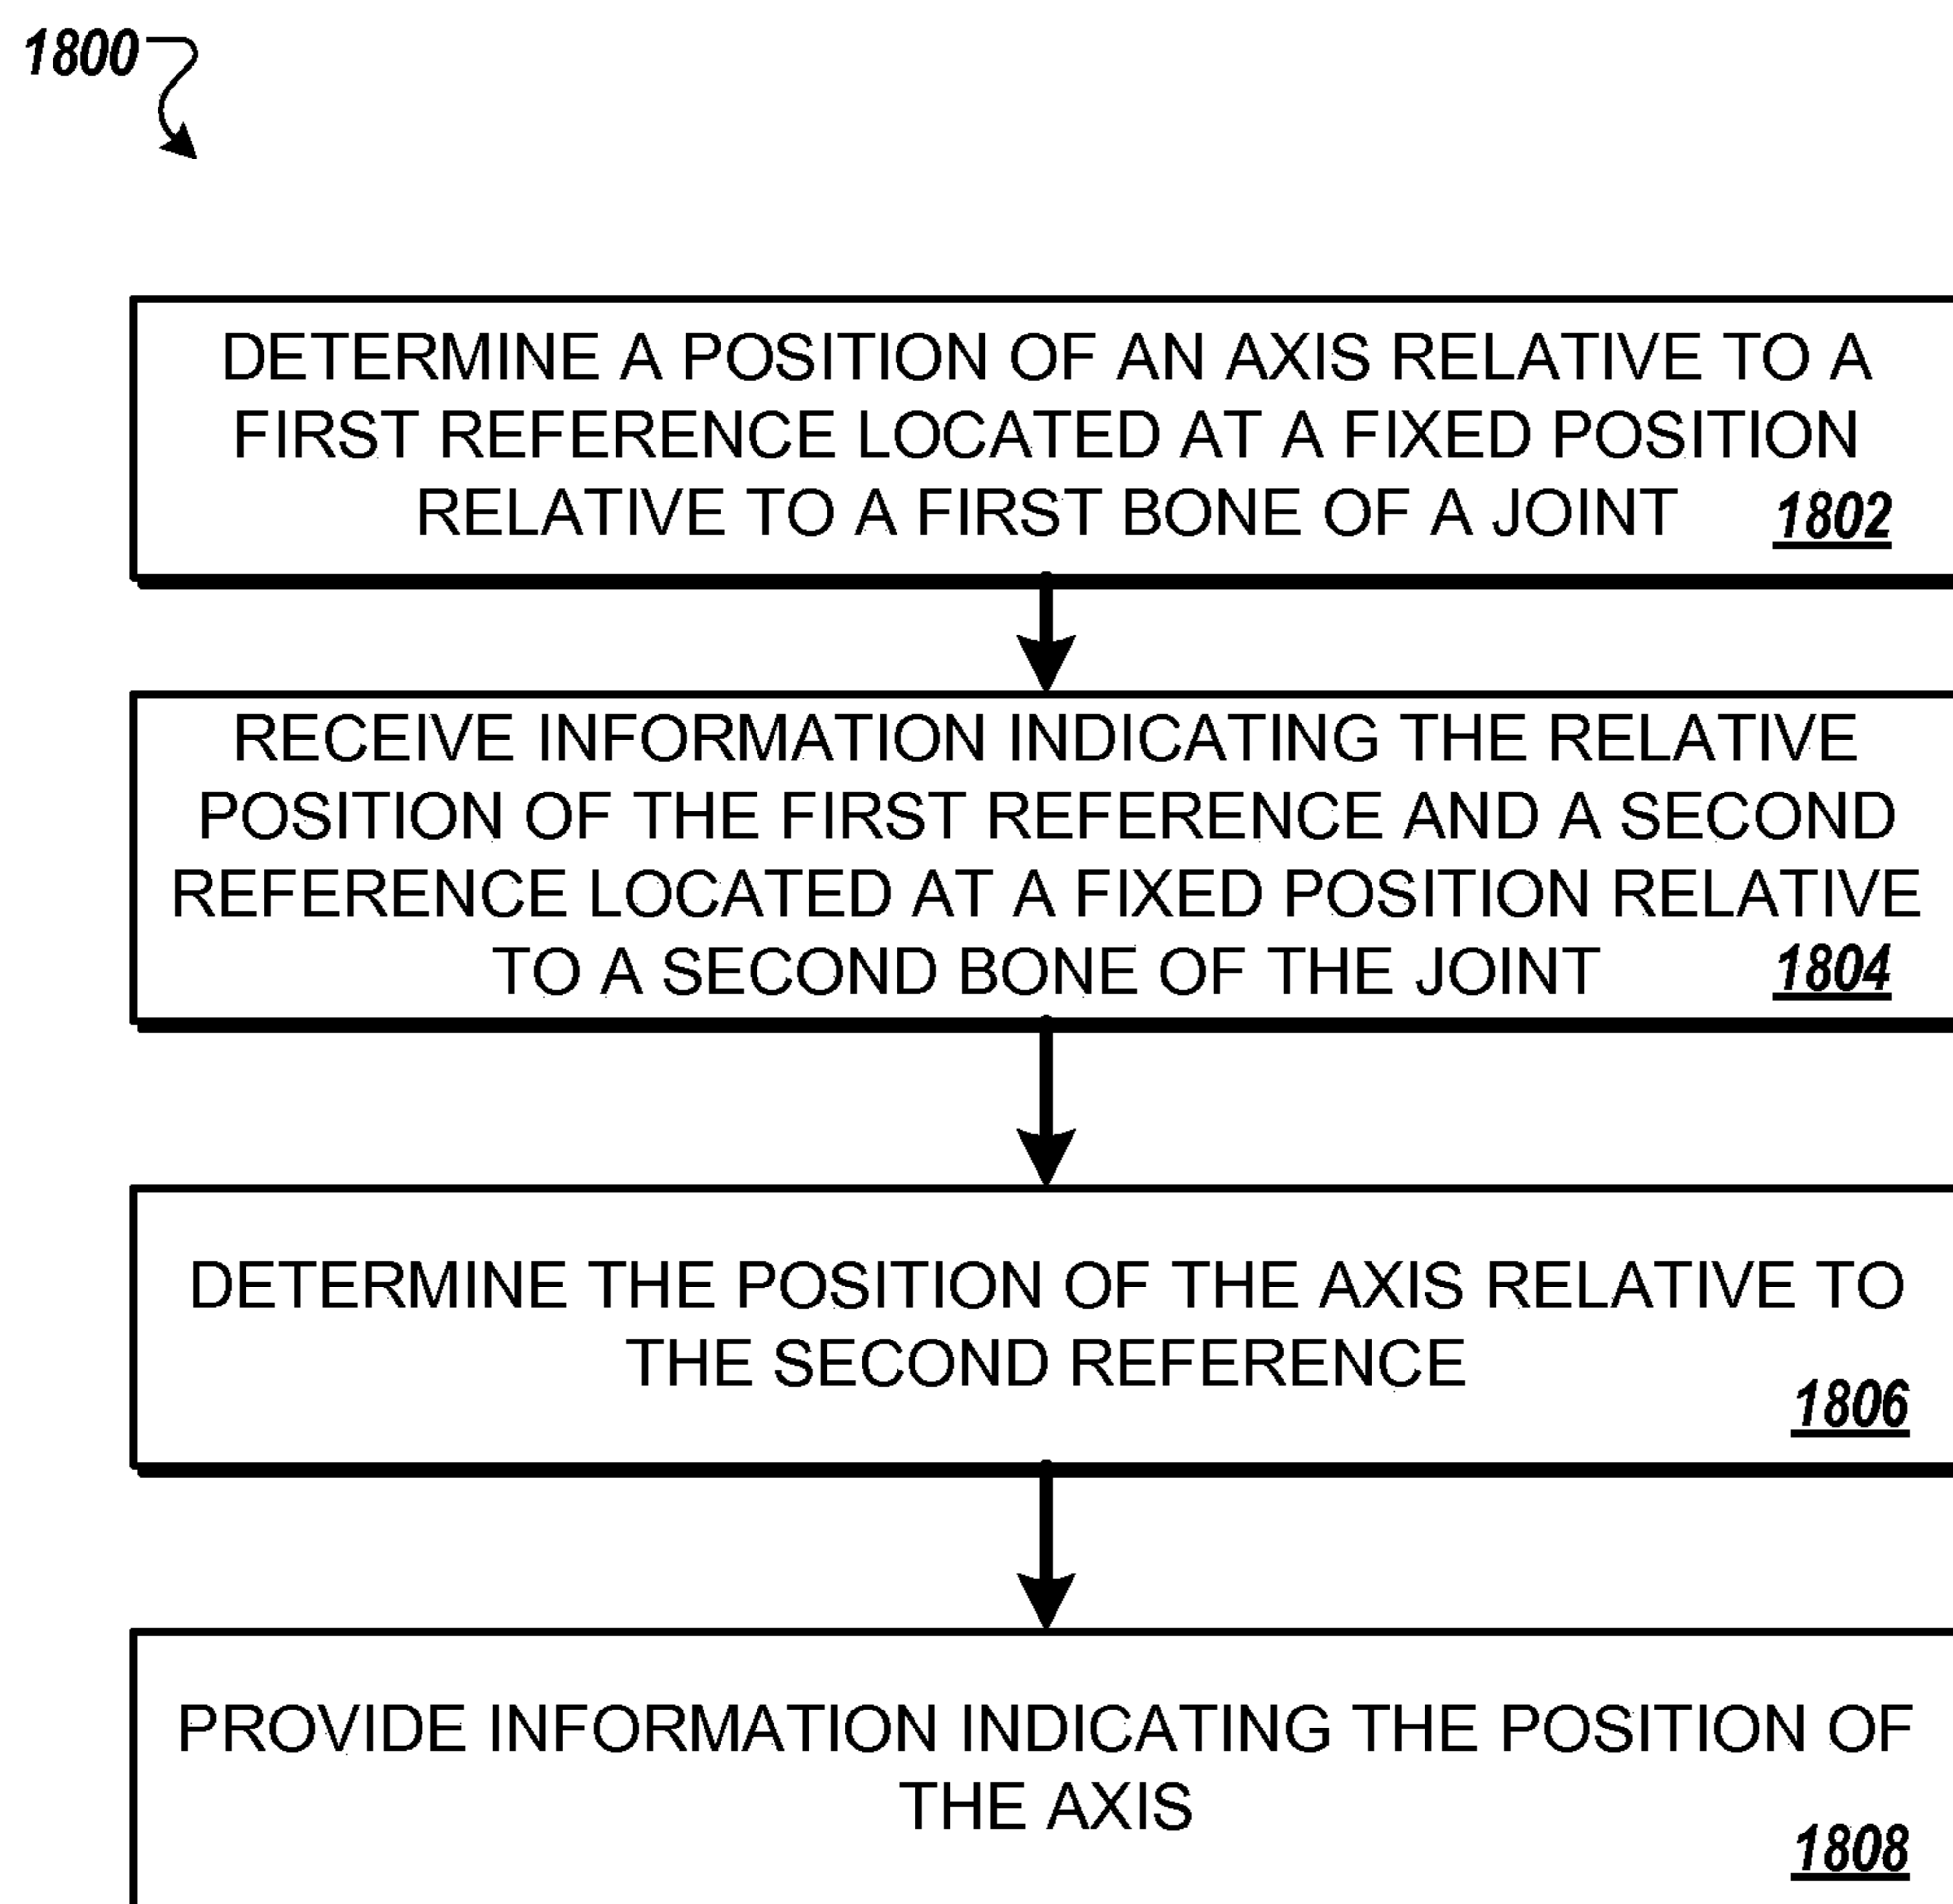 1800
DETERMINE A POSITION OF AN AXIS RELATIVE TO A
FIRST REFERENCE LOCATED AT A FIXED POSITION
RELATIVE TO A FIRST BONE OF A JOINT 1802
RECEIVE INFORMATION INDICATING THE RELATIVE
POSITION OF THE FIRST REFERENCE AND A SECOND
REFERENCE LOCATED AT A FIXED POSITION RELATIVE
TO A SECOND BONE OF THE JOINT 1804
DETERMINE THE POSITION OF THE AXIS RELATIVE TO
THE SECOND REFERENCE
1806
PROVIDE INFORMATION INDICATING THE POSITION OF
THE AXIS
1808